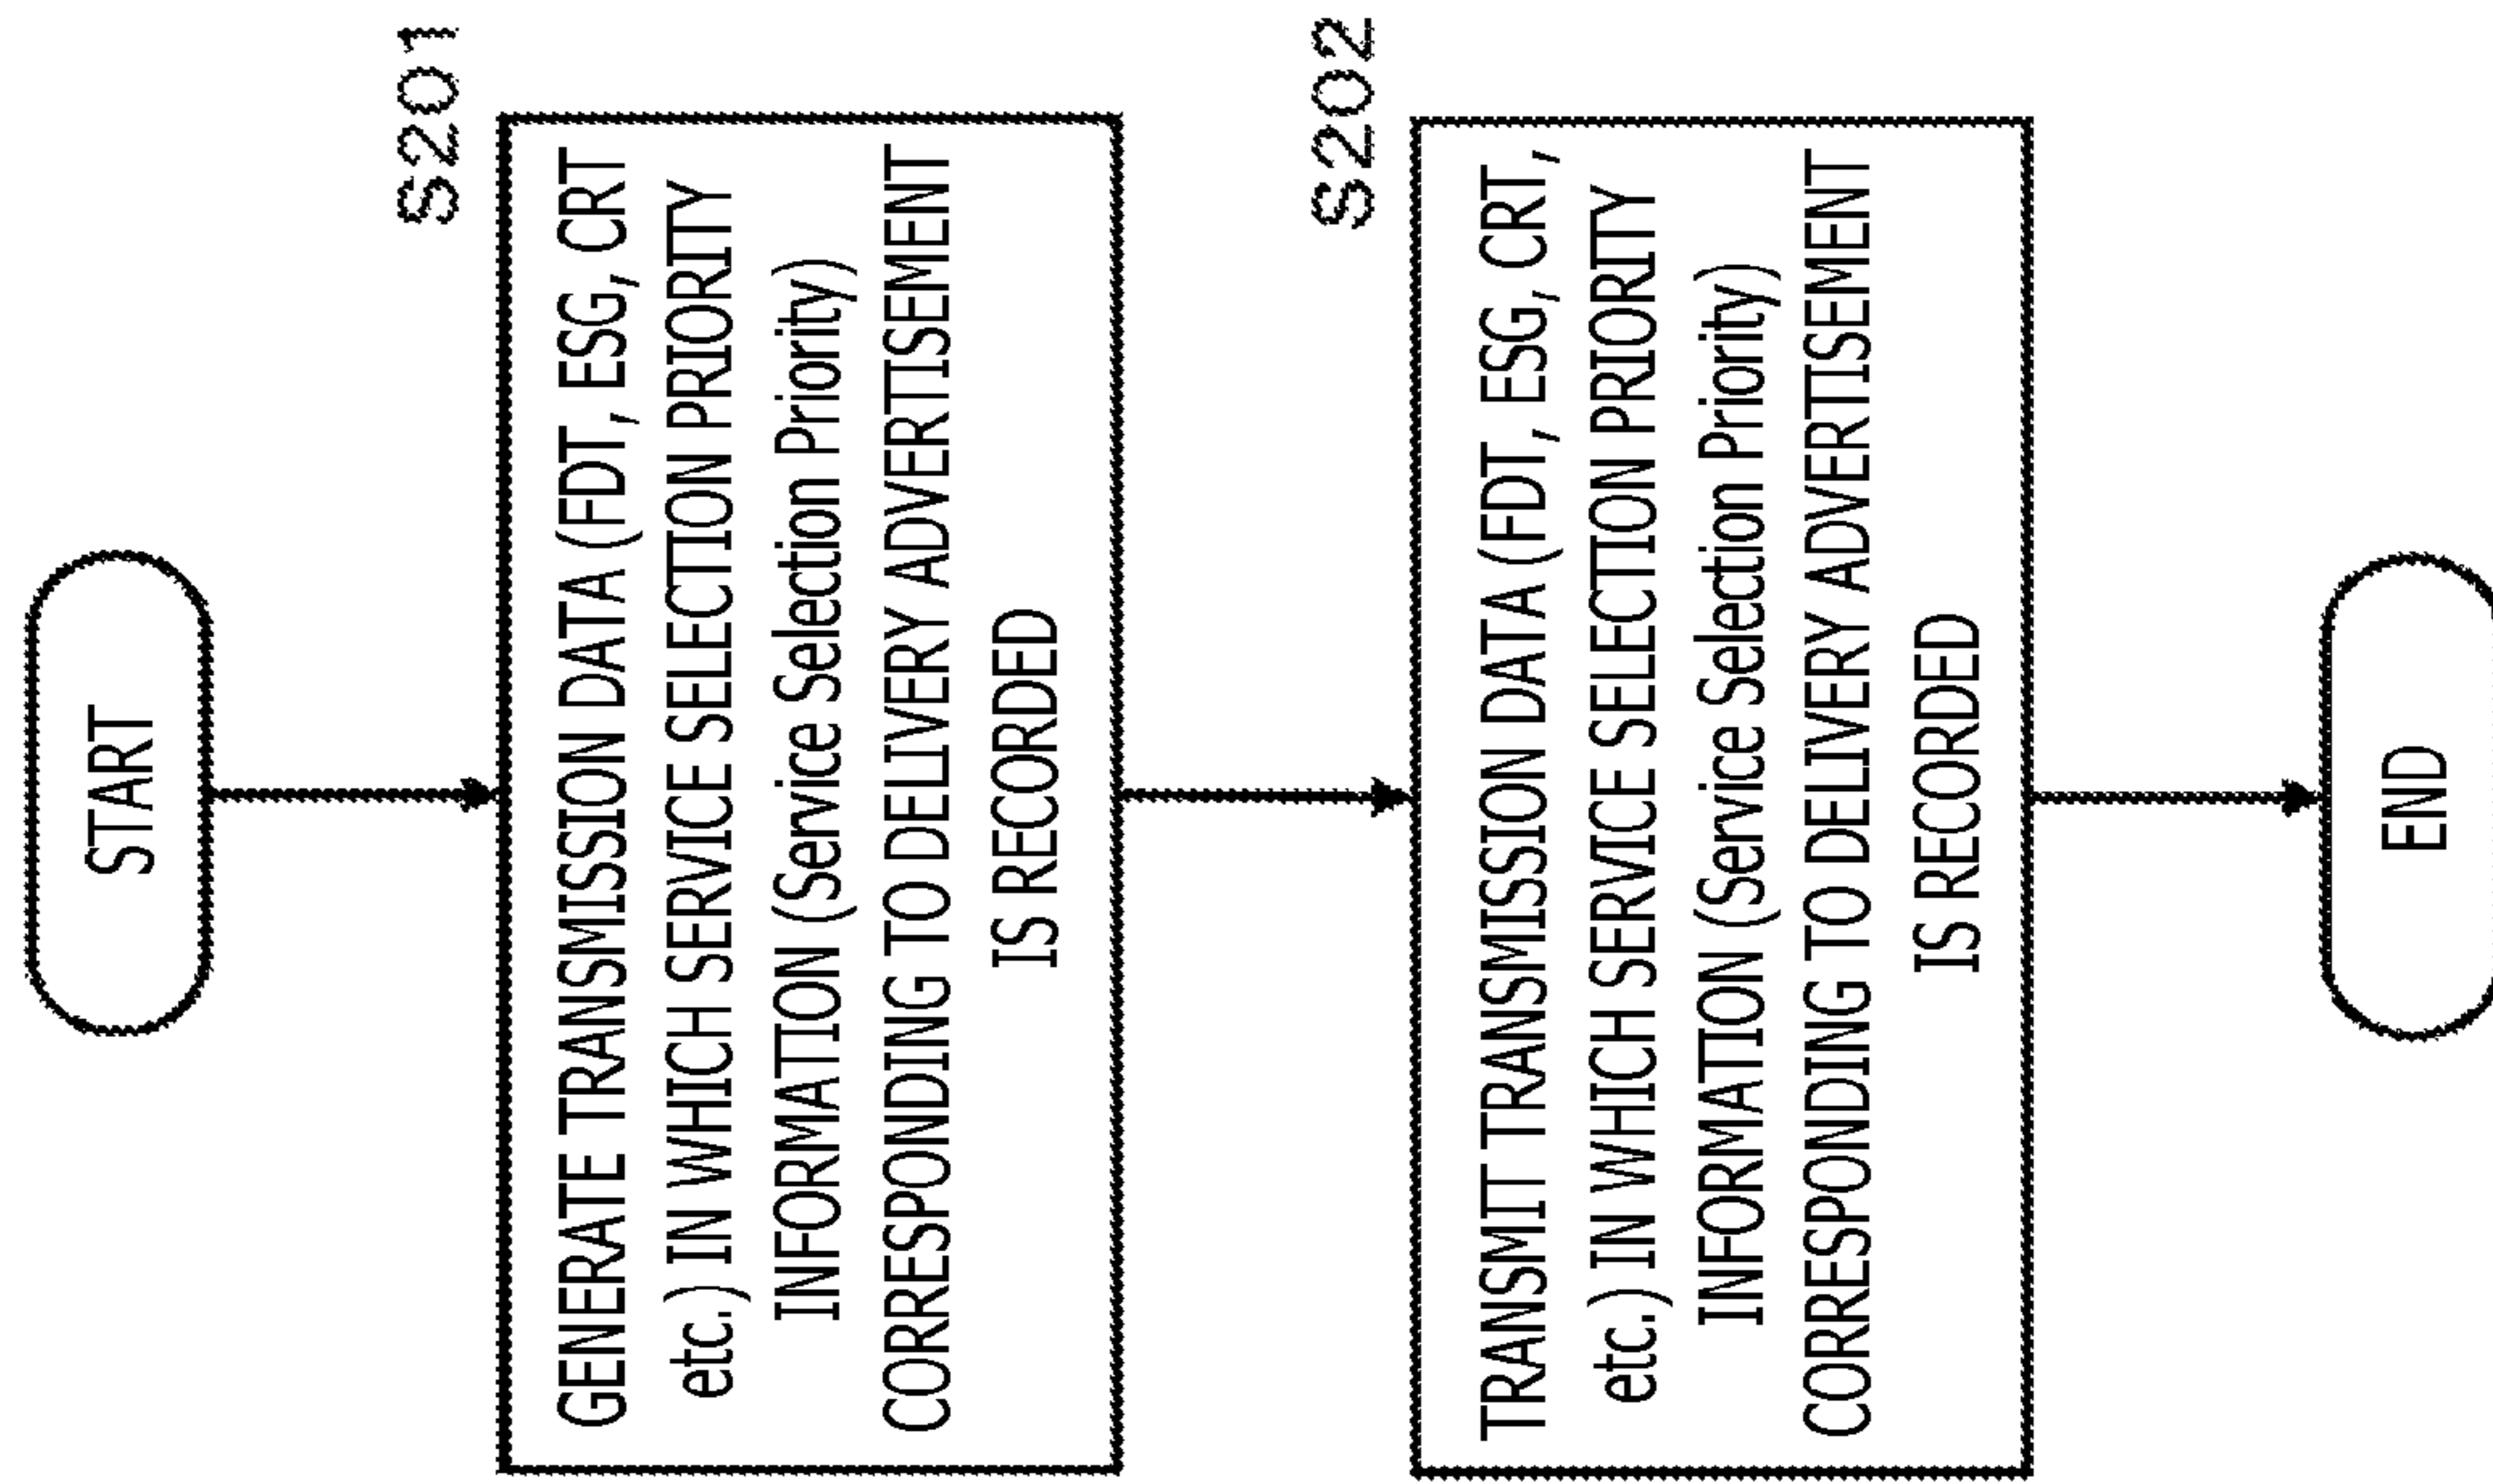 START
S201
GENERATE TRANSMISSION DATA (FDT, ESG, CRT
etc.) IN WHICH SERVICE SELECTION PRIORITY
INFORMATION (Service Selection Priority)
CORRESPONDING TO DELIVERY ADVERTISEMENT
IS RECORDED
S202
TRANSMIT TRANSMISSION DATA (FDT, ESG, CRT,
etc.) IN WHICH SERVICE SELECTION PRIORITY
INFORMATION (Service Selection Priority)
CORRESPONDING TO DELIVERY ADVERTISEMENT
IS RECORDED
END